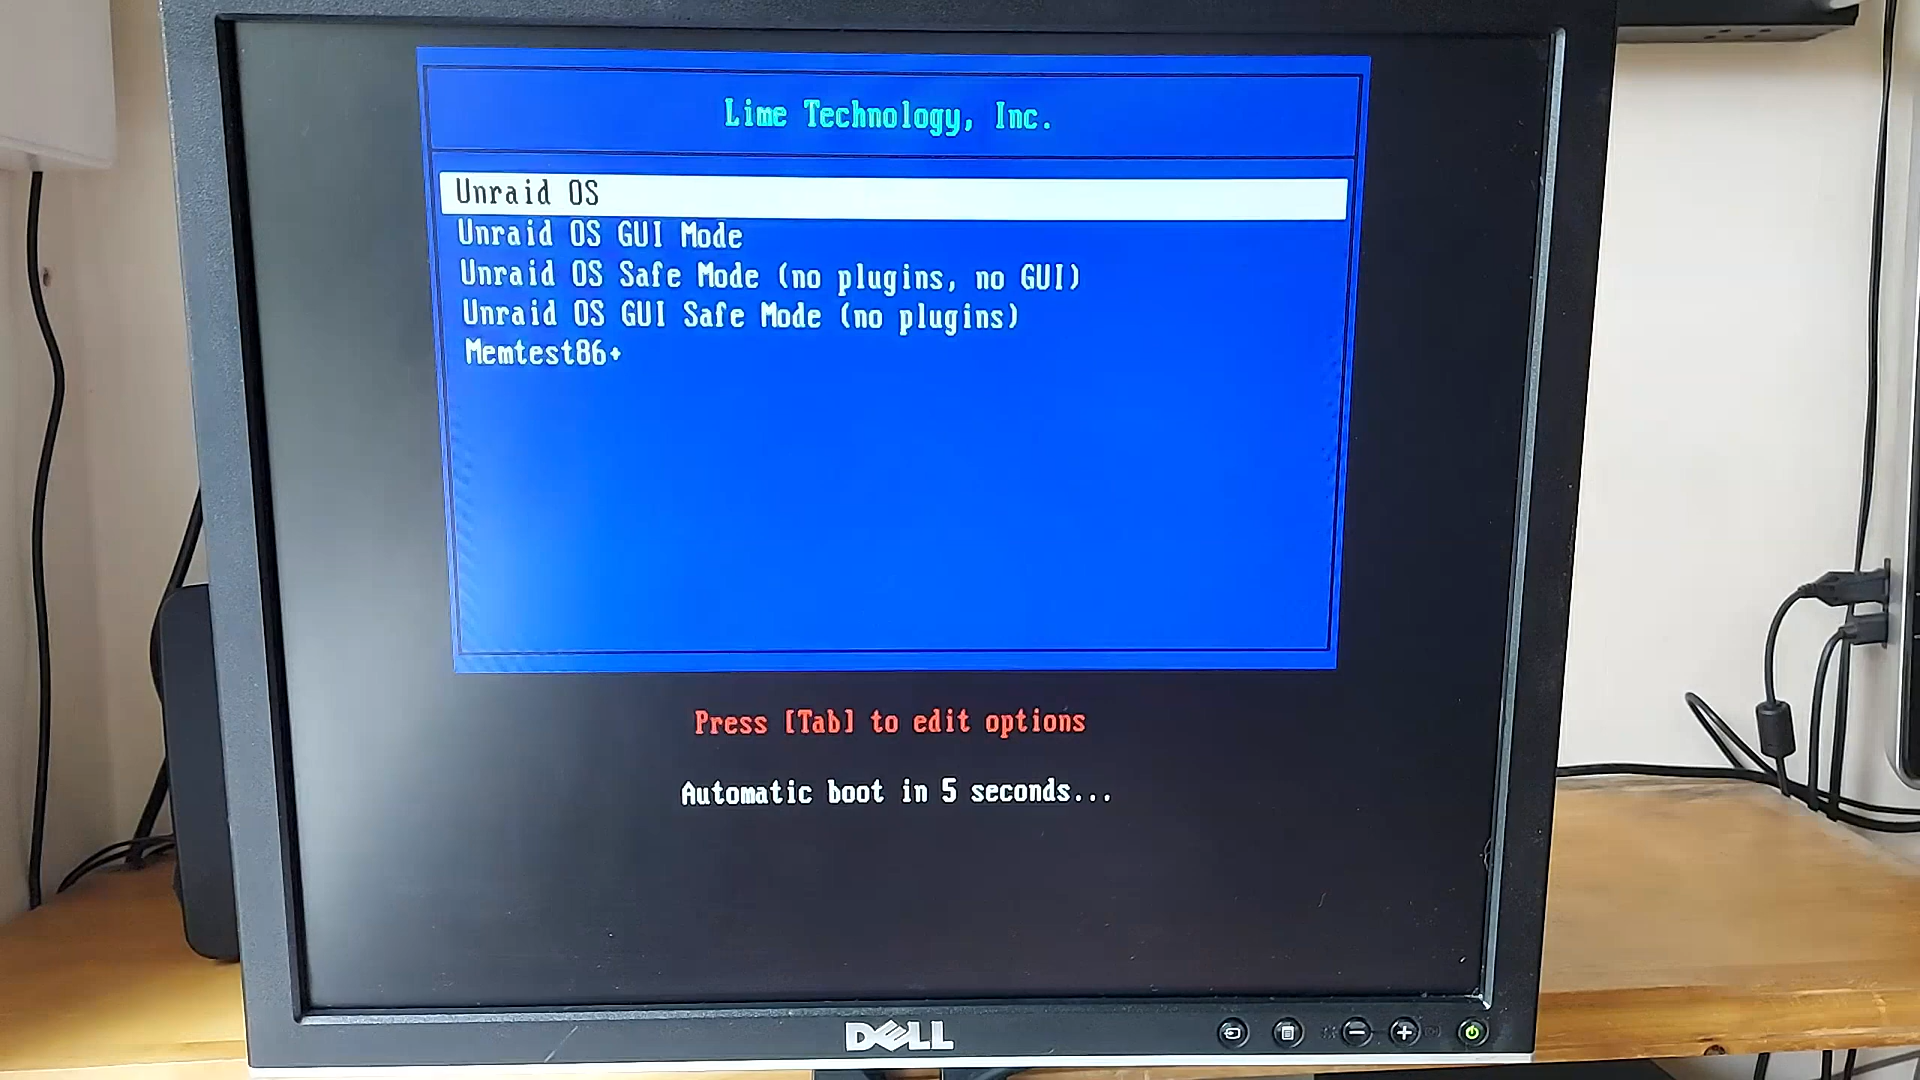 Lime Technology, Inc.
Unraid OS
Unraid OS GUI Mode
Unraid OS Safe Mode (no plugins, no GUI)
Unraid OS GUI Safe Mode (no plugins)
Memtest86+
Press [Tab] to edit options
Automatic boot in 5 seconds...
DELL